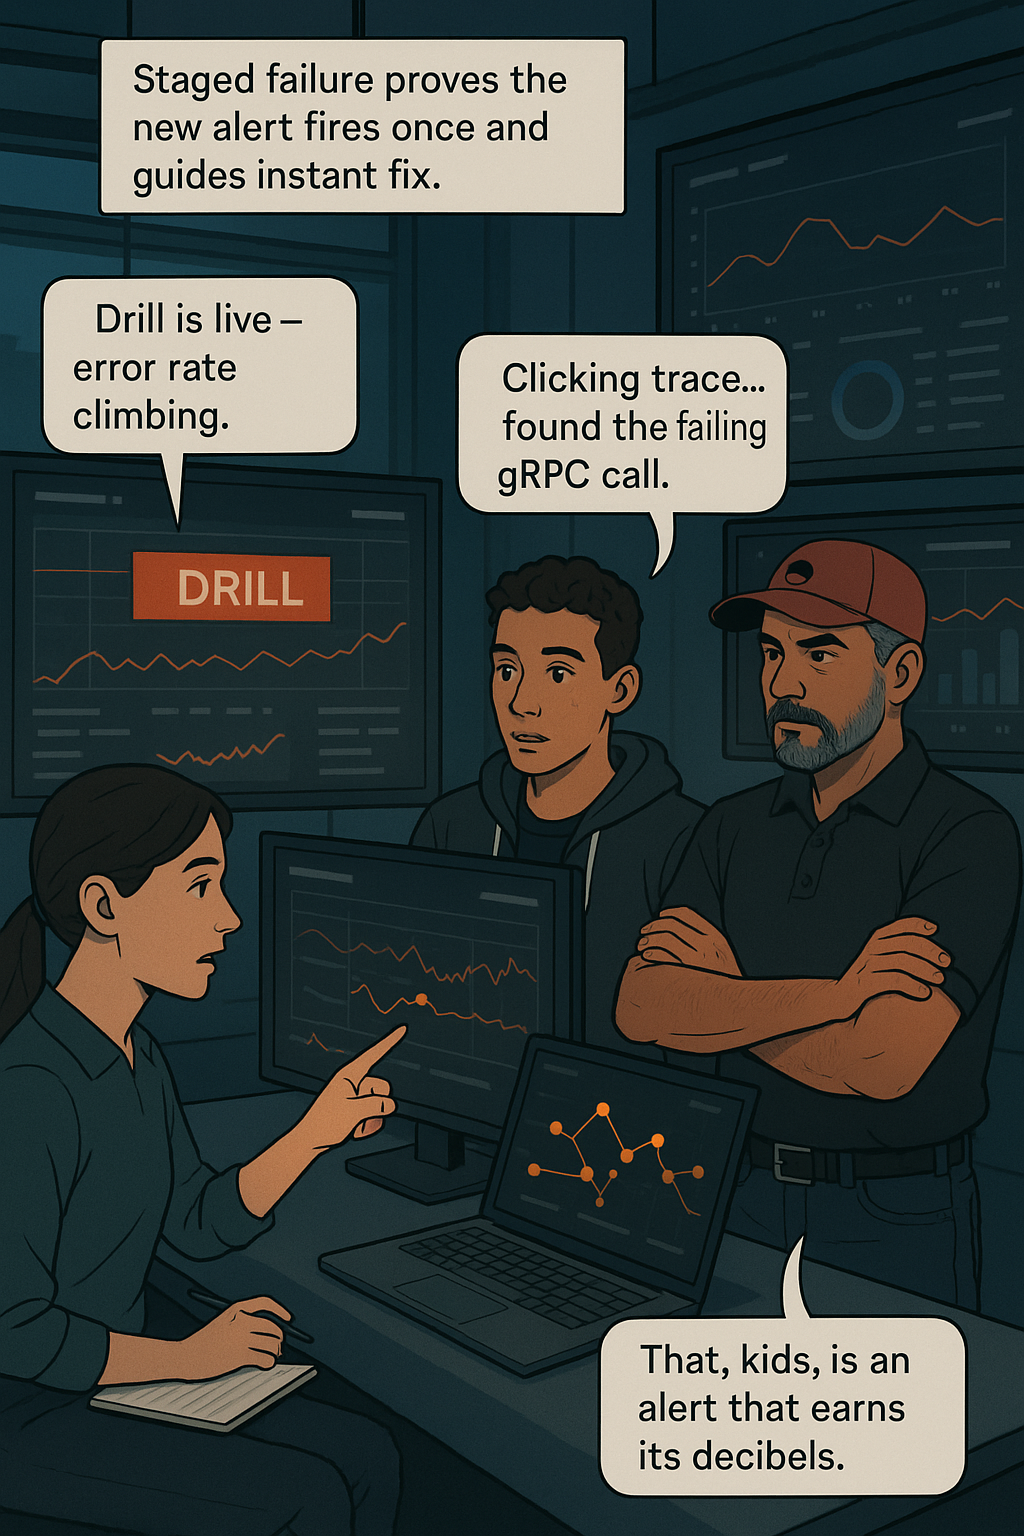 Staged failure proves the
new alert fires once and
guides instant fix.
Drill is live –
error rate
climbing.
Clicking trace...
found the failing
gRPC call.
DRILL
That, kids, is an
alert that earns
its decibels.